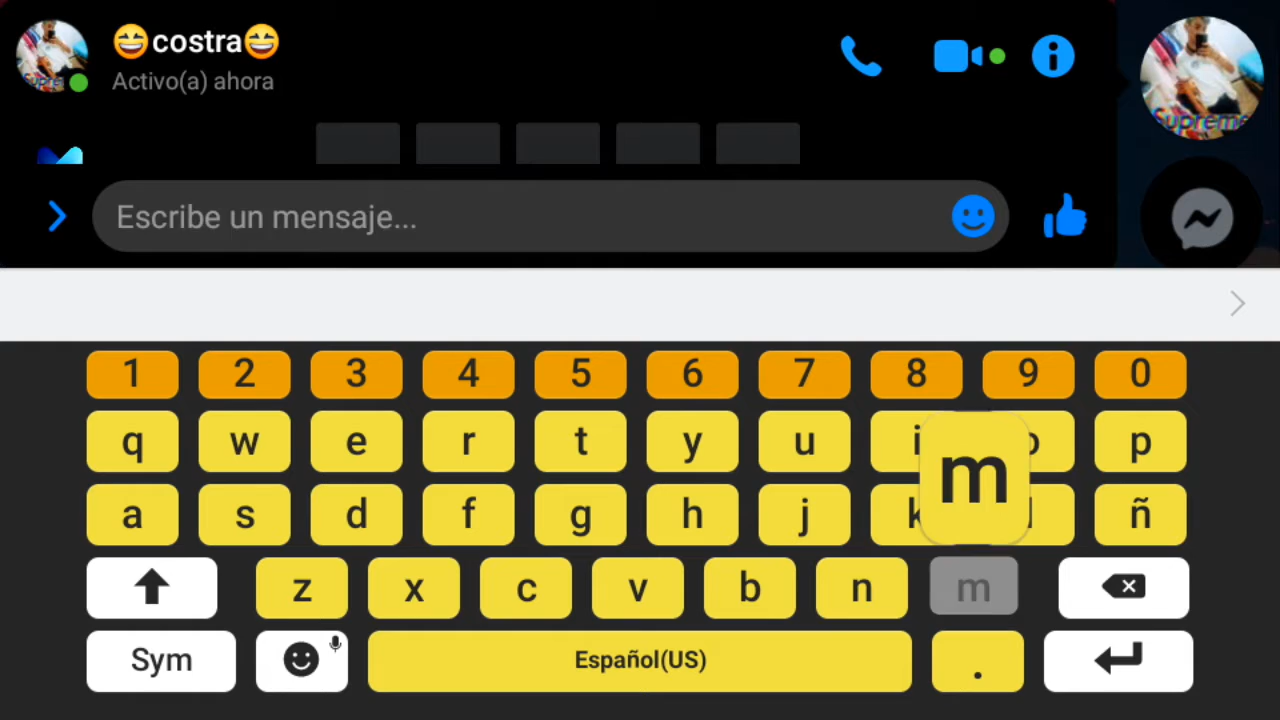 😄costra😄
Activo(a) ahora
Supreme
Escribe un mensaje...
1 2 3 4 5 6 7 8 9 0
q w e r t y u i o p
m
a s d f g h j k l ñ
z x c v b n m
Sym Español(US) .